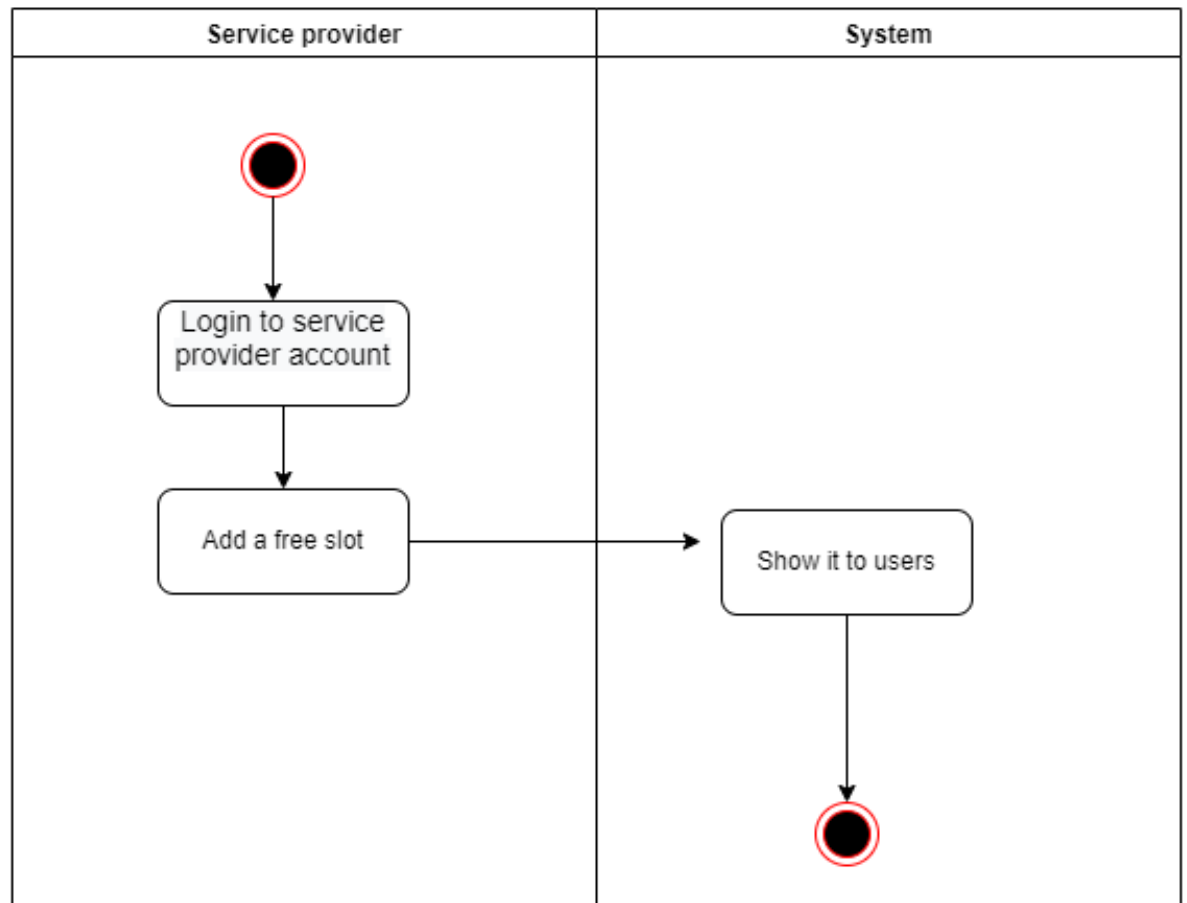 Service provider
System
Login to service
provider account
Add a free slot
Show it to users